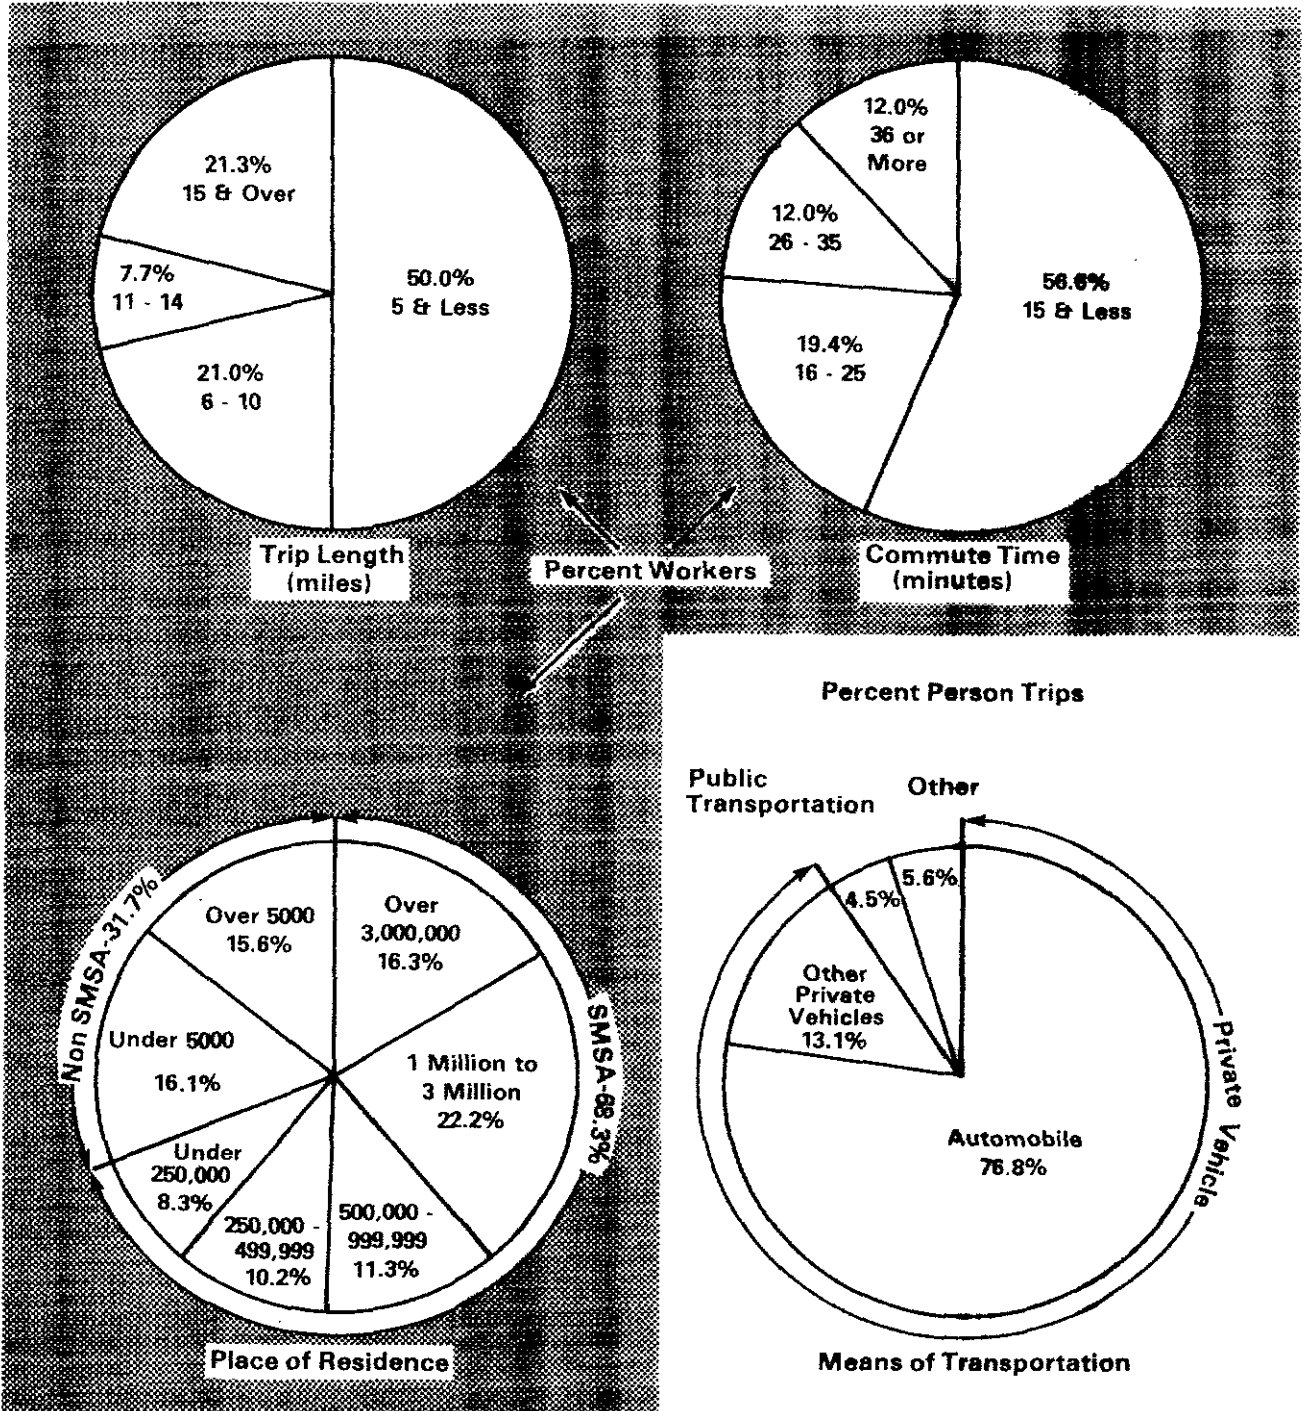 21.3%
15 & Over
7.7%
11 - 14
21.0%
6 - 10
50.0%
5 & Less
Trip Length
(miles)
12.0%
36 or
More
12.0%
26 - 35
19.4%
16 - 25
56.6%
15 & Less
Commute Time
(minutes)
Percent Workers
Non SMSA-31.7%
SMSA-68.3%
Over 5000
15.6%
Over
3,000,000
16.3%
Under 5000
16.1%
1 Million to
3 Million
22.2%
Under
250,000
8.3%
250,000 -
499,999
10.2%
500,000 -
999,999
11.3%
Place of Residence
Percent Person Trips
Public
Transportation
Other
4.5%
5.6%
Other
Private
Vehicles
13.1%
Automobile
76.8%
Private Vehicle
Means of Transportation